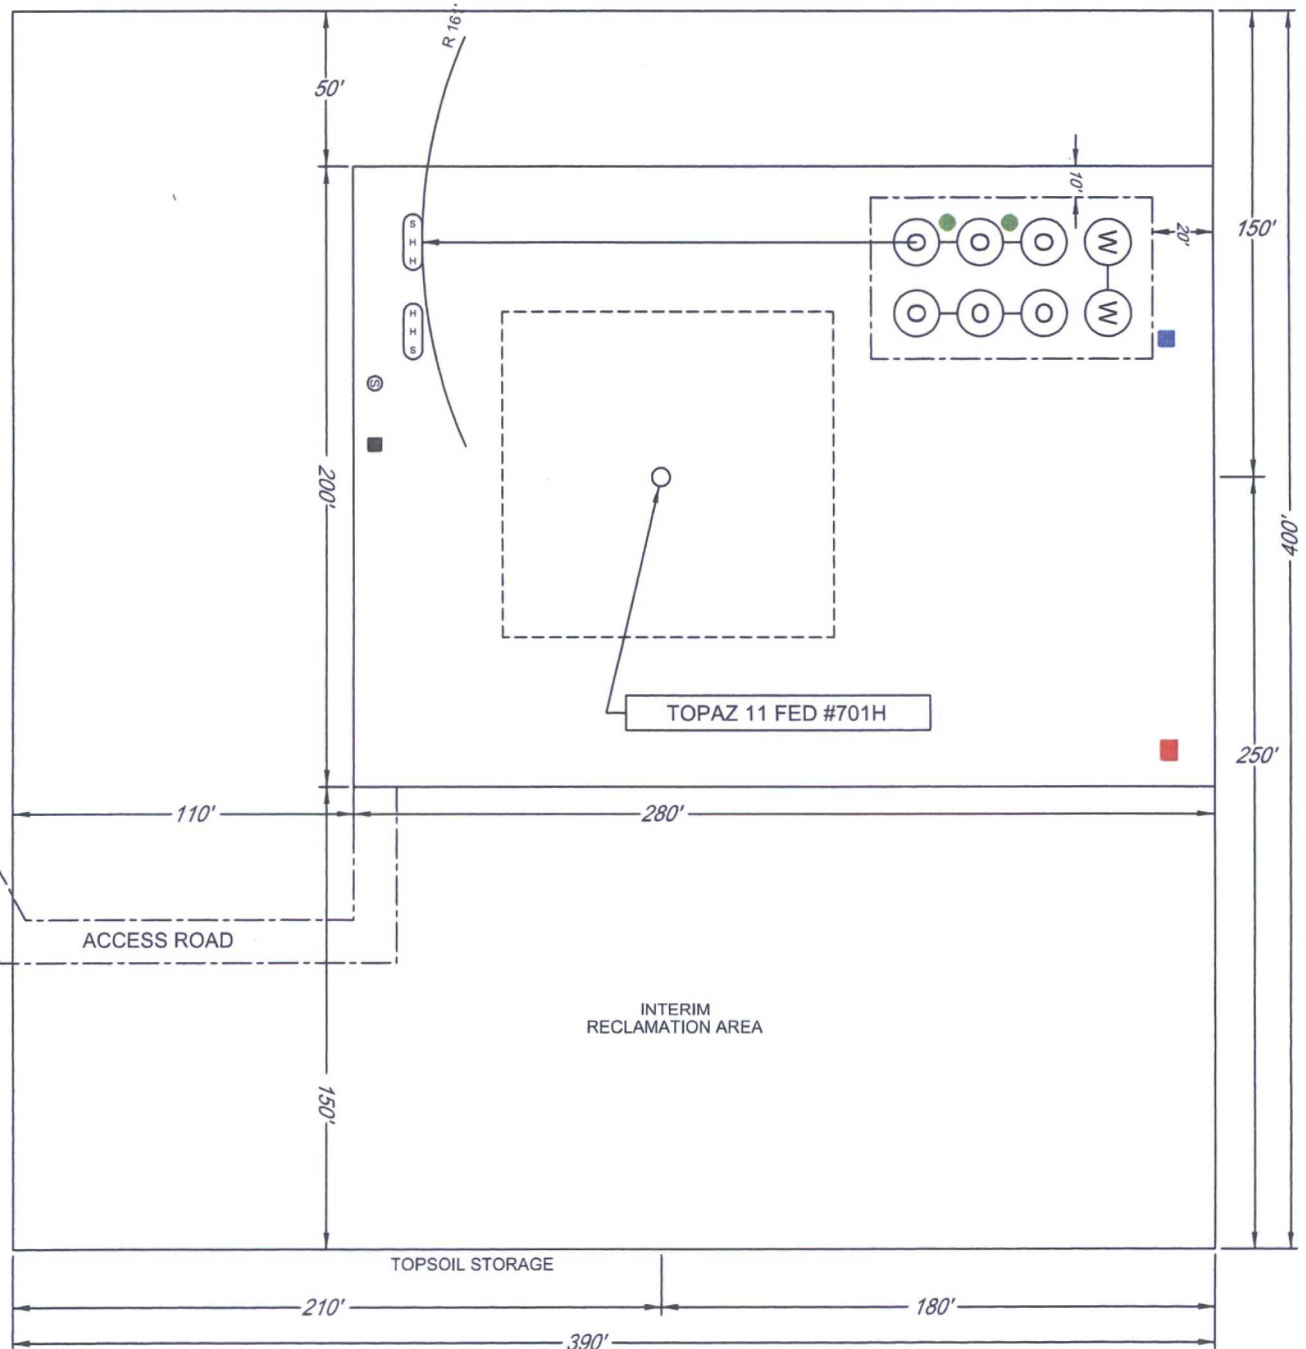 R 161'
50'
S
H
H
H
H
S
S
10'
20'
150'
O
O
O
W
O
O
O
W
200'
400'
TOPAZ 11 FED #701H
250'
110'
280'
ACCESS ROAD
INTERIM
RECLAMATION AREA
150'
TOPSOIL STORAGE
210'
180'
390'